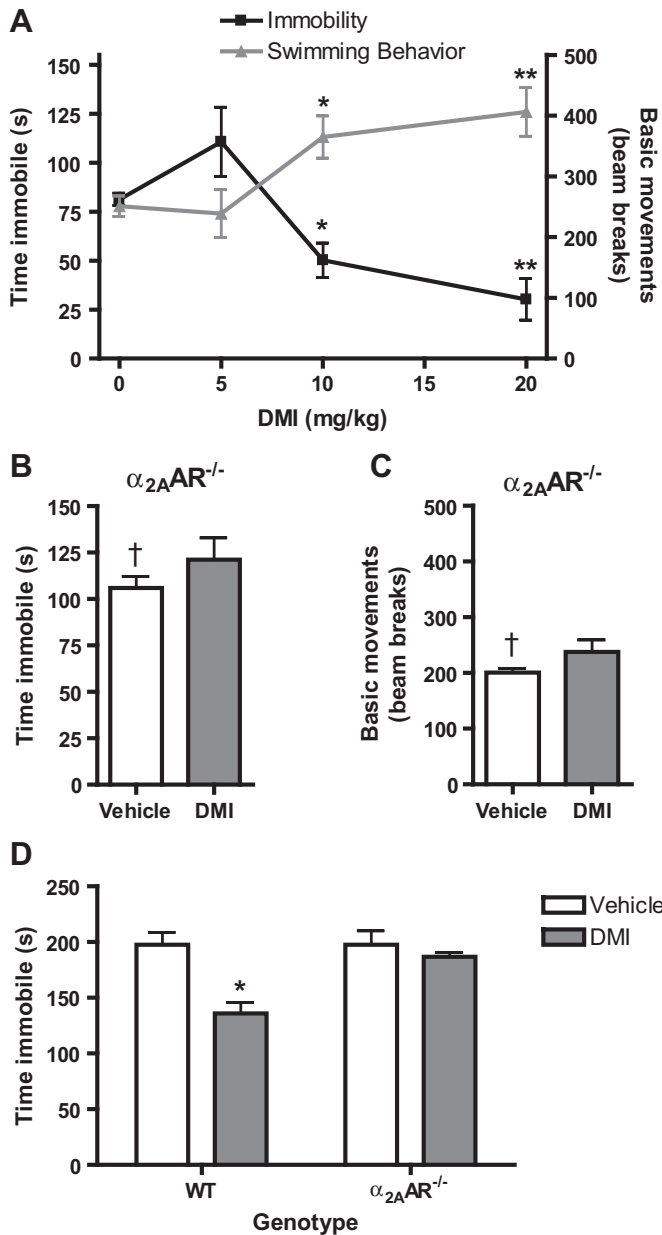 A
Immobility
Swimming Behavior
150
125
100
75
50
25
0
Time immobile (s)
500
400
300
200
100
0
Basic movements
(beam breaks)
*
**
*
**
0 5 10 15 20
DMI (mg/kg)
B
α2AAR-/-
150
125
100
75
50
25
0
Time immobile (s)
†
Vehicle DMI
C
α2AAR-/-
500
400
300
200
100
0
Basic movements
(beam breaks)
†
Vehicle DMI
D
250
200
150
100
50
0
Time immobile (s)
*
Vehicle
DMI
WT α2AAR-/-
Genotype